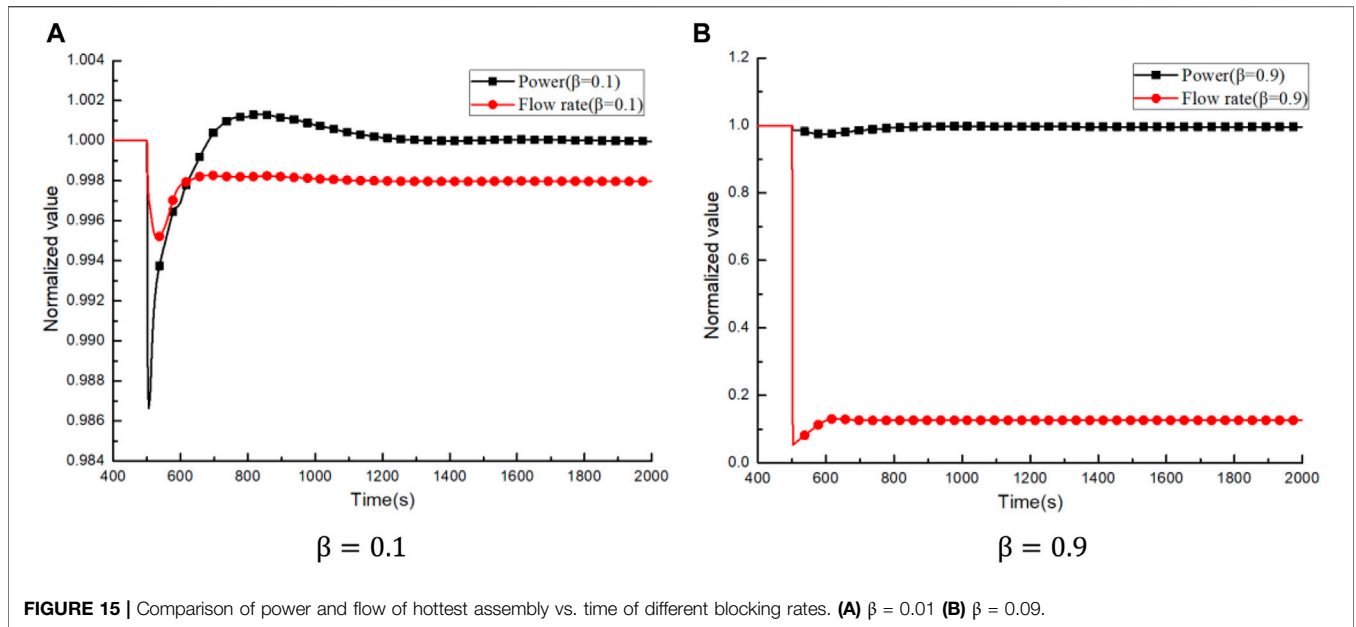 A
1.004
1.002
1.000
0.998
0.996
0.994
0.992
0.990
0.988
0.986
0.984
Normalized value
Power(β=0.1)
Flow rate(β=0.1)
400 600 800 1000 1200 1400 1600 1800 2000
Time(s)
β = 0.1
B
1.2
1.0
0.8
0.6
0.4
0.2
0.0
Normalized value
Power(β=0.9)
Flow rate(β=0.9)
400 600 800 1000 1200 1400 1600 1800 2000
Time(s)
β = 0.9
FIGURE 15 | Comparison of power and flow of hottest assembly vs. time of different blocking rates. (A) β = 0.01 (B) β = 0.09.